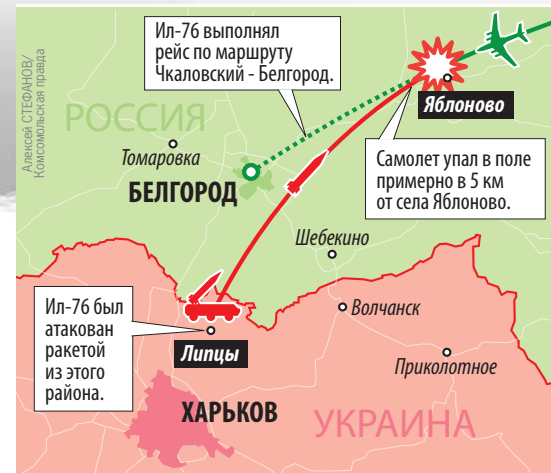 Алексей СТЕФАНОВ/
Комсомольская правда
Ил-76 выполнял
рейс по маршруту
Чкаловский - Белгород.
РОССИЯ
Яблоново
Томаровка
БЕЛГОРОД
Самолет упал в поле
примерно в 5 км
от села Яблоново.
Шебекино
Ил-76 был
атакован
ракетой
из этого
района.
Волчанск
Липцы
Приколотное
ХАРЬКОВ
УКРАИНА